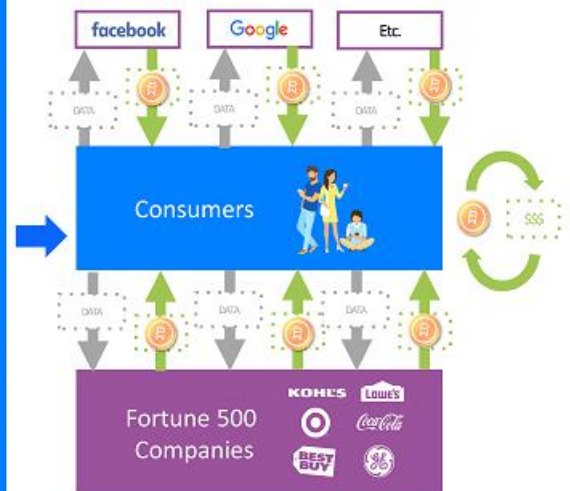 facebook
Google
Etc.
DATA
DATA
DATA
Consumers
$$$
DATA
DATA
DATA
Fortune 500
Companies
KOHL'S
LOWE'S
Coca-Cola
BEST
BUY